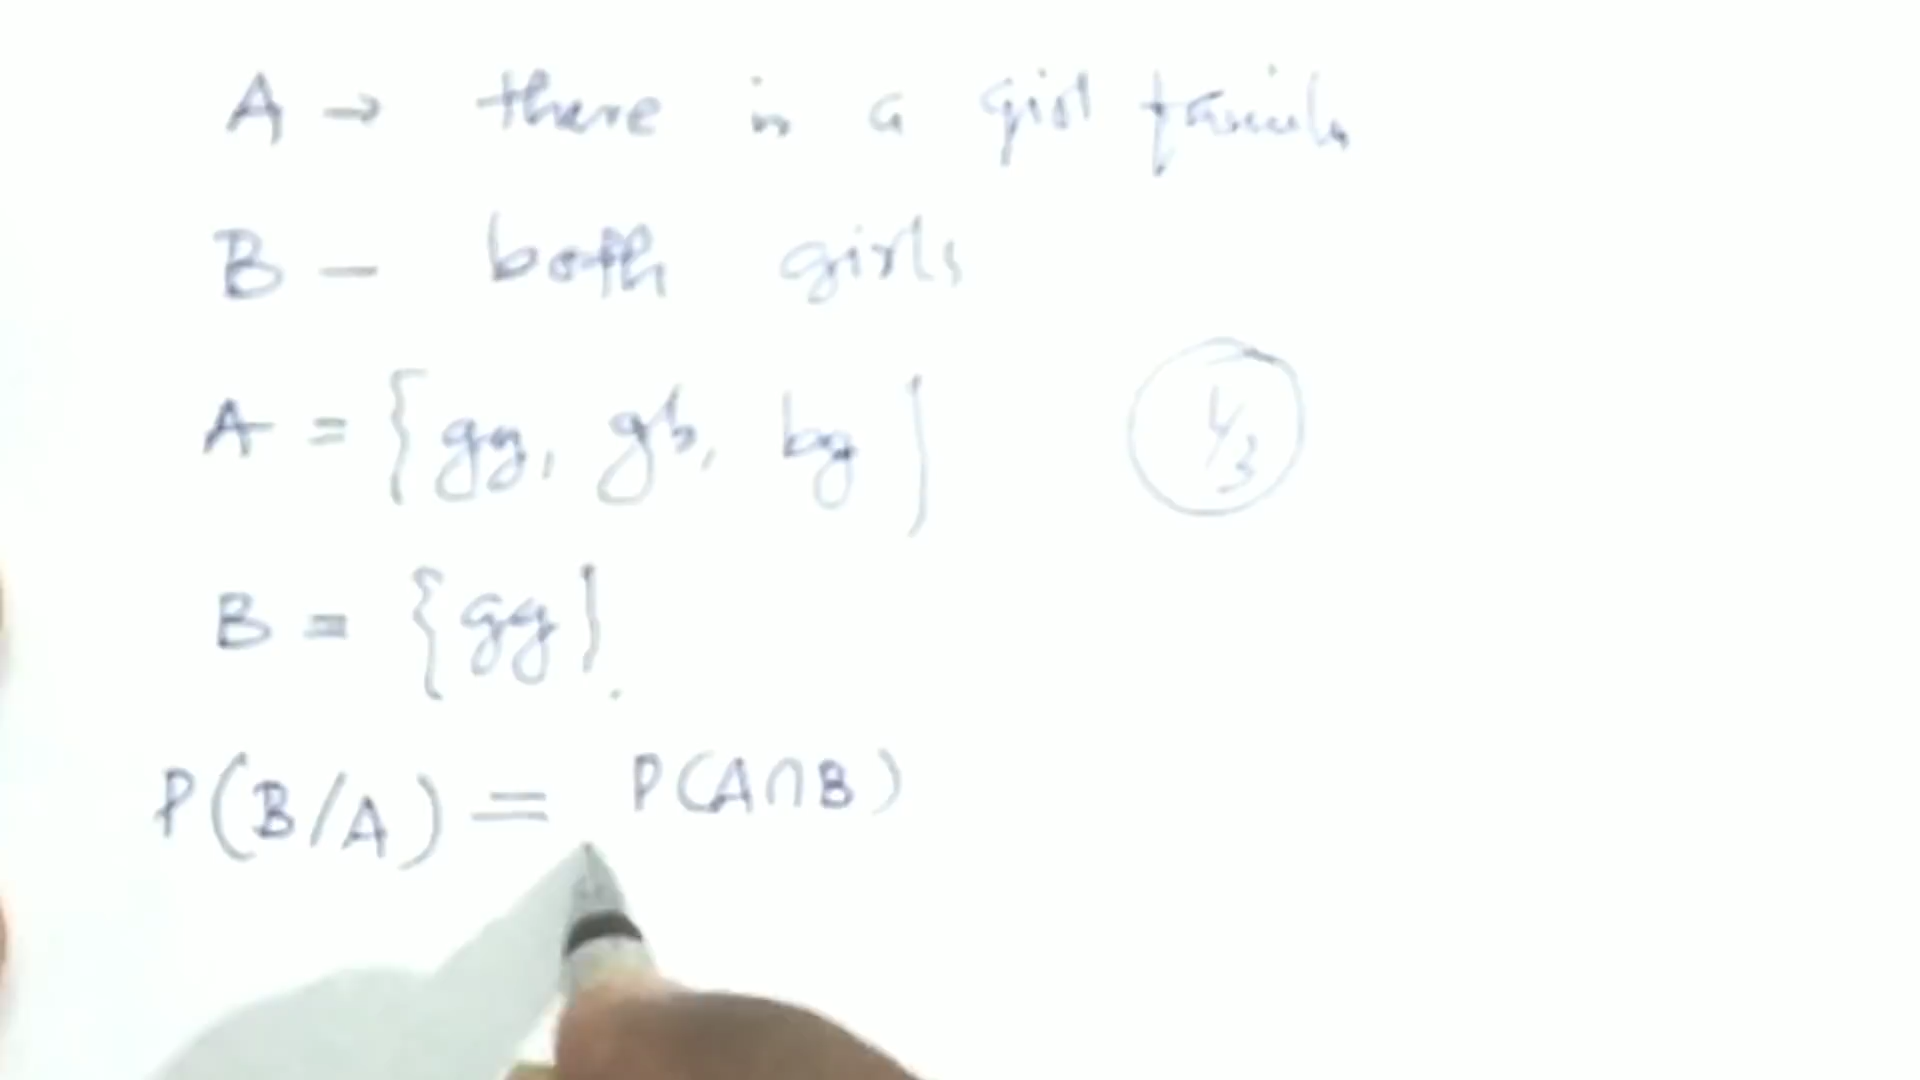 A → there is a girl family
B - both girls
A = {gg, gb, bg}
1/3
B = {gg}.
P(B/A) = P(A∩B)